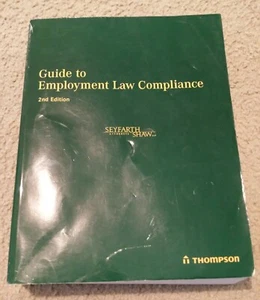 Guide to
Employment Law Compliance
2nd Edition
SEYFARTH
SHAW
THOMPSON